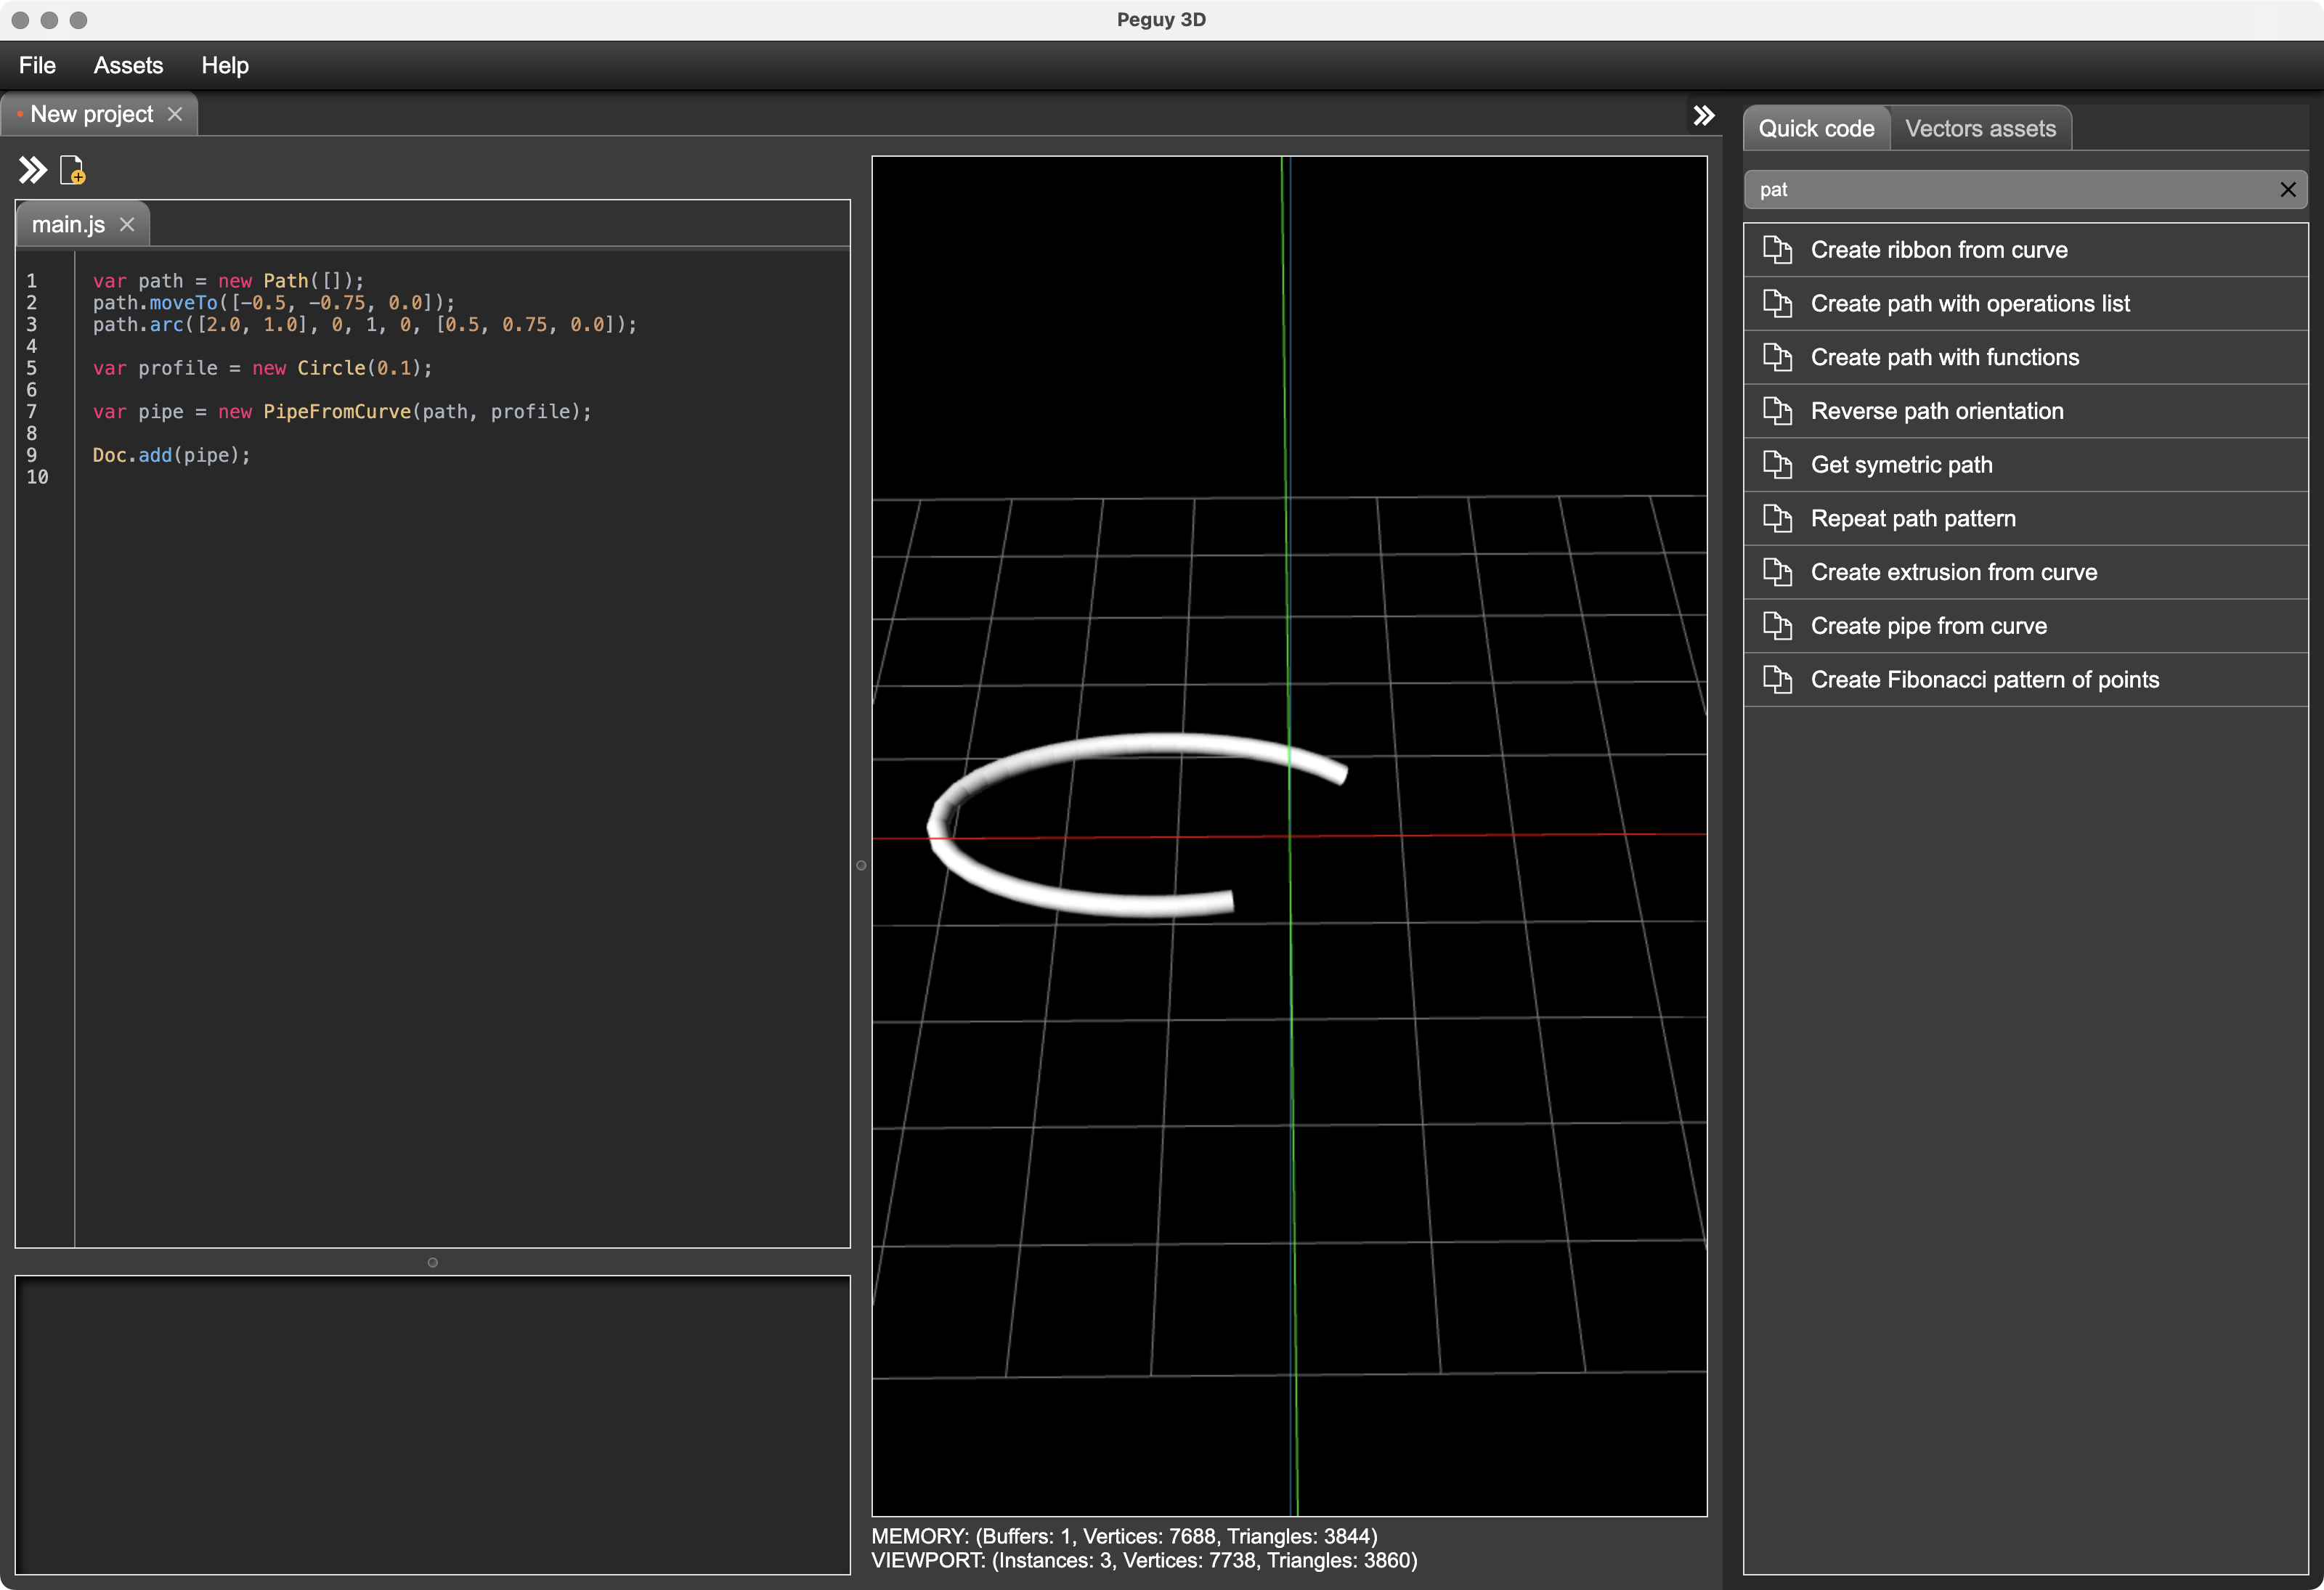 Peguy 3D
File Assets Help
• New project
Quick code Vectors assets
main.js
pat
1 var path = new Path([]);
2 path.moveTo([-0.5, -0.75, 0.0]);
3 path.arc([2.0, 1.0], 0, 1, 0, [0.5, 0.75, 0.0]);
4
5 var profile = new Circle(0.1);
6
7 var pipe = new PipeFromCurve(path, profile);
8
9 Doc.add(pipe);
10
Create ribbon from curve
Create path with operations list
Create path with functions
Reverse path orientation
Get symetric path
Repeat path pattern
Create extrusion from curve
Create pipe from curve
Create Fibonacci pattern of points
MEMORY: (Buffers: 1, Vertices: 7688, Triangles: 3844)
VIEWPORT: (Instances: 3, Vertices: 7738, Triangles: 3860)